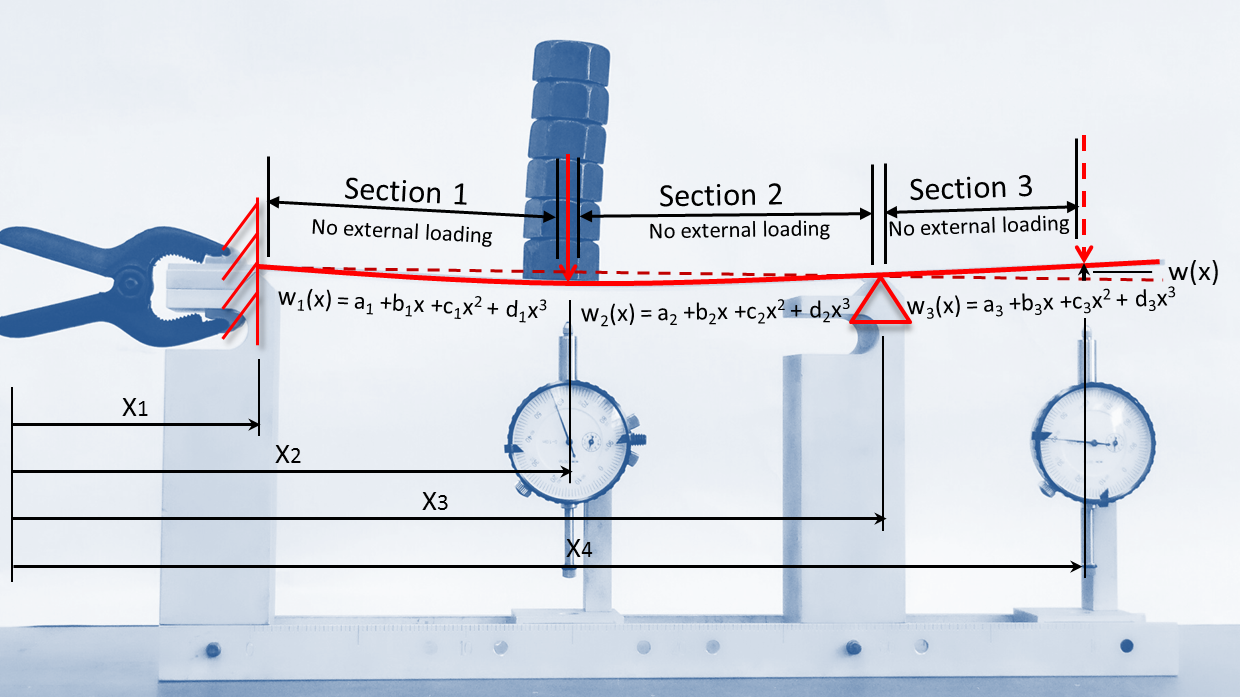 Section 1
Section 2
Section 3
No external loading
No external loading
No external loading
w(x)
w₁(x) = a₁ +b₁x +c₁x² + d₁x³
w₂(x) = a₂ +b₂x +c₂x² + d₂x³
w₃(x) = a₃ +b₃x +c₃x² + d₃x³
X1
X2
X3
X4